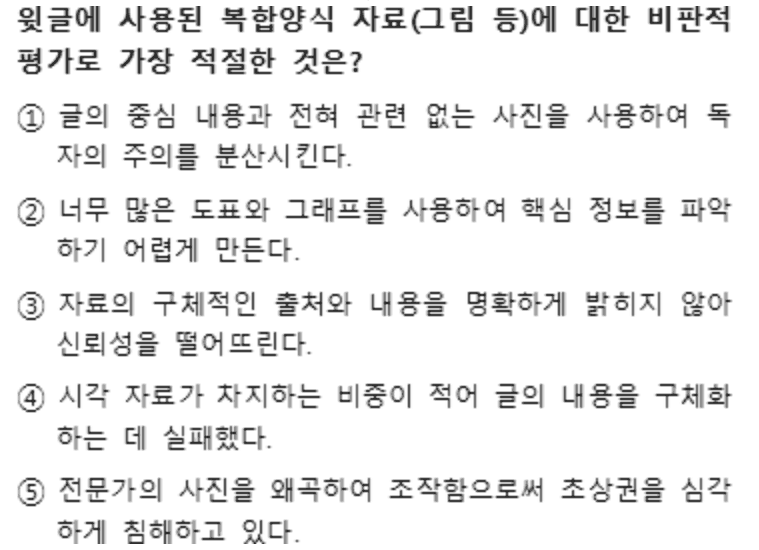 윗글에 사용된 복합양식 자료(그림 등)에 대한 비판적
평가로 가장 적절한 것은?
① 글의 중심 내용과 전혀 관련 없는 사진을 사용하여 독
자의 주의를 분산시킨다.
② 너무 많은 도표와 그래프를 사용하여 핵심 정보를 파악
하기 어렵게 만든다.
③ 자료의 구체적인 출처와 내용을 명확하게 밝히지 않아
신뢰성을 떨어뜨린다.
④ 시각 자료가 차지하는 비중이 적어 글의 내용을 구체화
하는 데 실패했다.
⑤ 전문가의 사진을 왜곡하여 조작함으로써 초상권을 심각
하게 침해하고 있다.